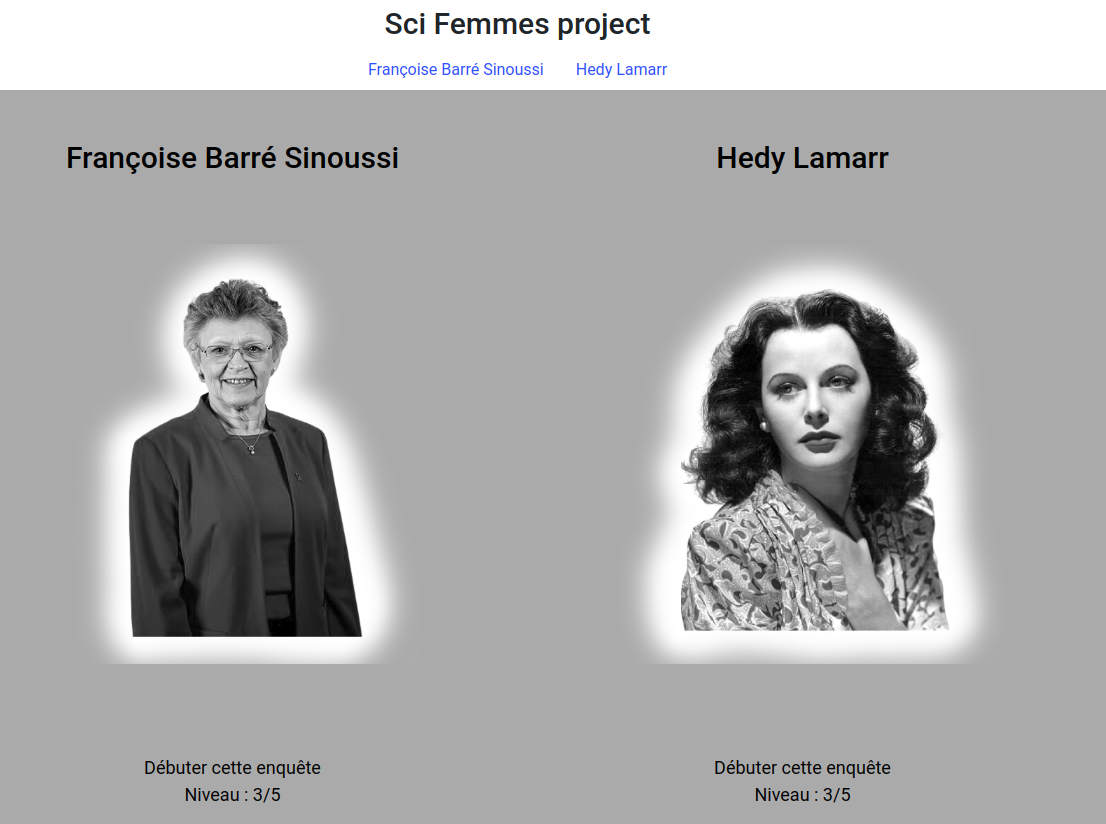 Sci Femmes project
Françoise Barré Sinoussi Hedy Lamarr
Françoise Barré Sinoussi
Hedy Lamarr
Débuter cette enquête
Niveau : 3/5
Débuter cette enquête
Niveau : 3/5